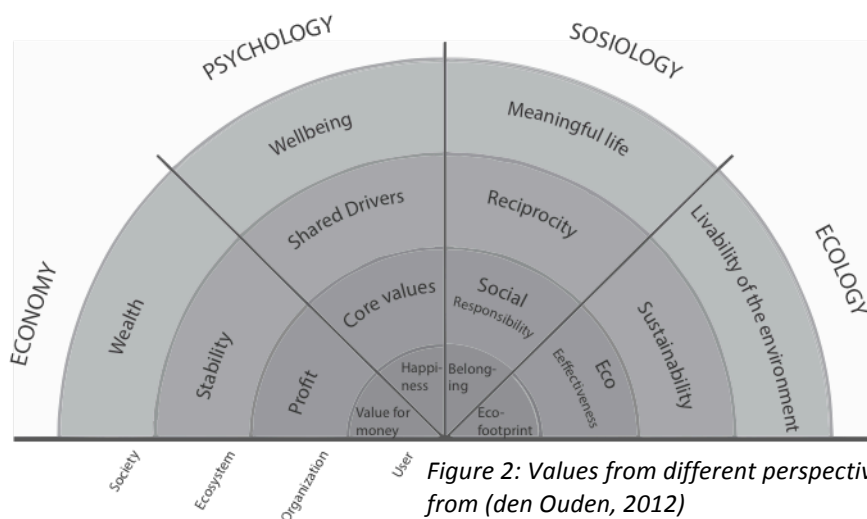 PSYCHOLOGY
SOSIOLOGY
ECONOMY
ECOLOGY
Wellbeing
Meaningful life
Wealth
Livability of the environment
Shared Drivers
Reciprocity
Stability
Sustainability
Core values
Social
Responsibility
Profit
Eco
Eeffectiveness
Happi-
ness
Belong-
ing
Value for
money
Eco-
footprint
Society
Ecosystem
Organization
User
Figure 2: Values from different perspectiv
from (den Ouden, 2012)